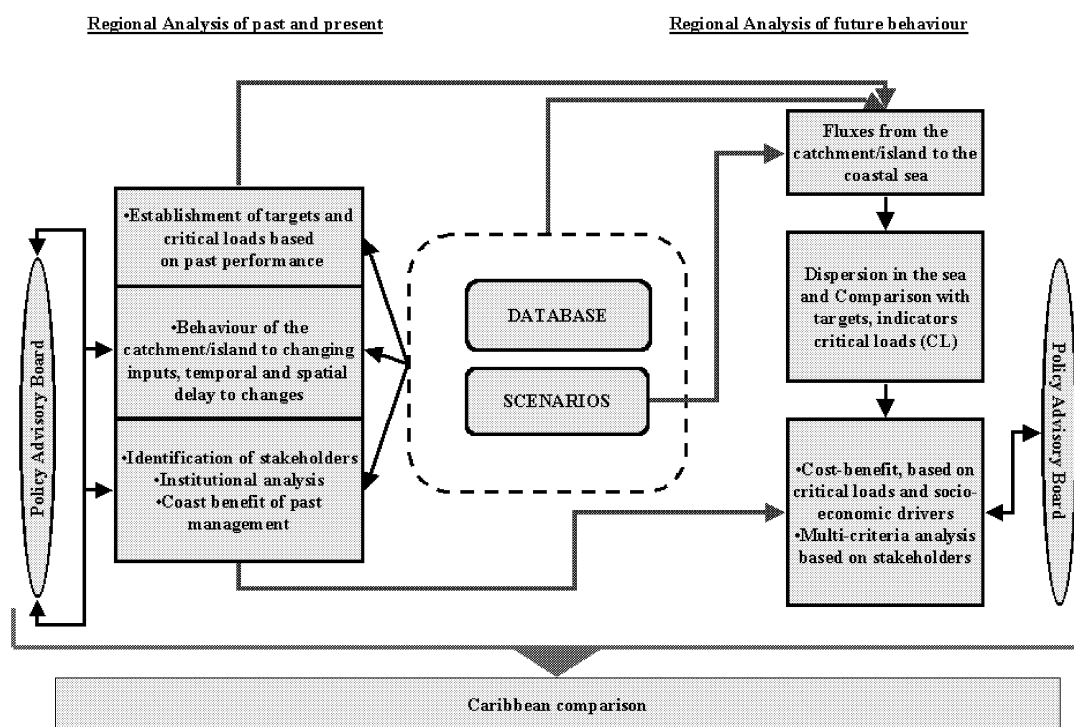 Regional Analysis of past and present
Regional Analysis of future behaviour
Policy Advisory Board
•Establishment of targets and
critical loads based
on past performance
•Behaviour of the
catchment/island to changing
inputs, temporal and spatial
delay to changes
•Identification of stakeholders
•Institutional analysis
•Coast benefit of past
management
DATABASE
SCENARIOS
Fluxes from the
catchment/island to the
coastal sea
Dispersion in the sea
and Comparison with
targets, indicators
critical loads (CL)
•Cost-benefit, based on
critical loads and socio-
economic drivers
•Multi-criteria analysis
based on stakeholders
Policy Advisory Board
Caribbean comparison